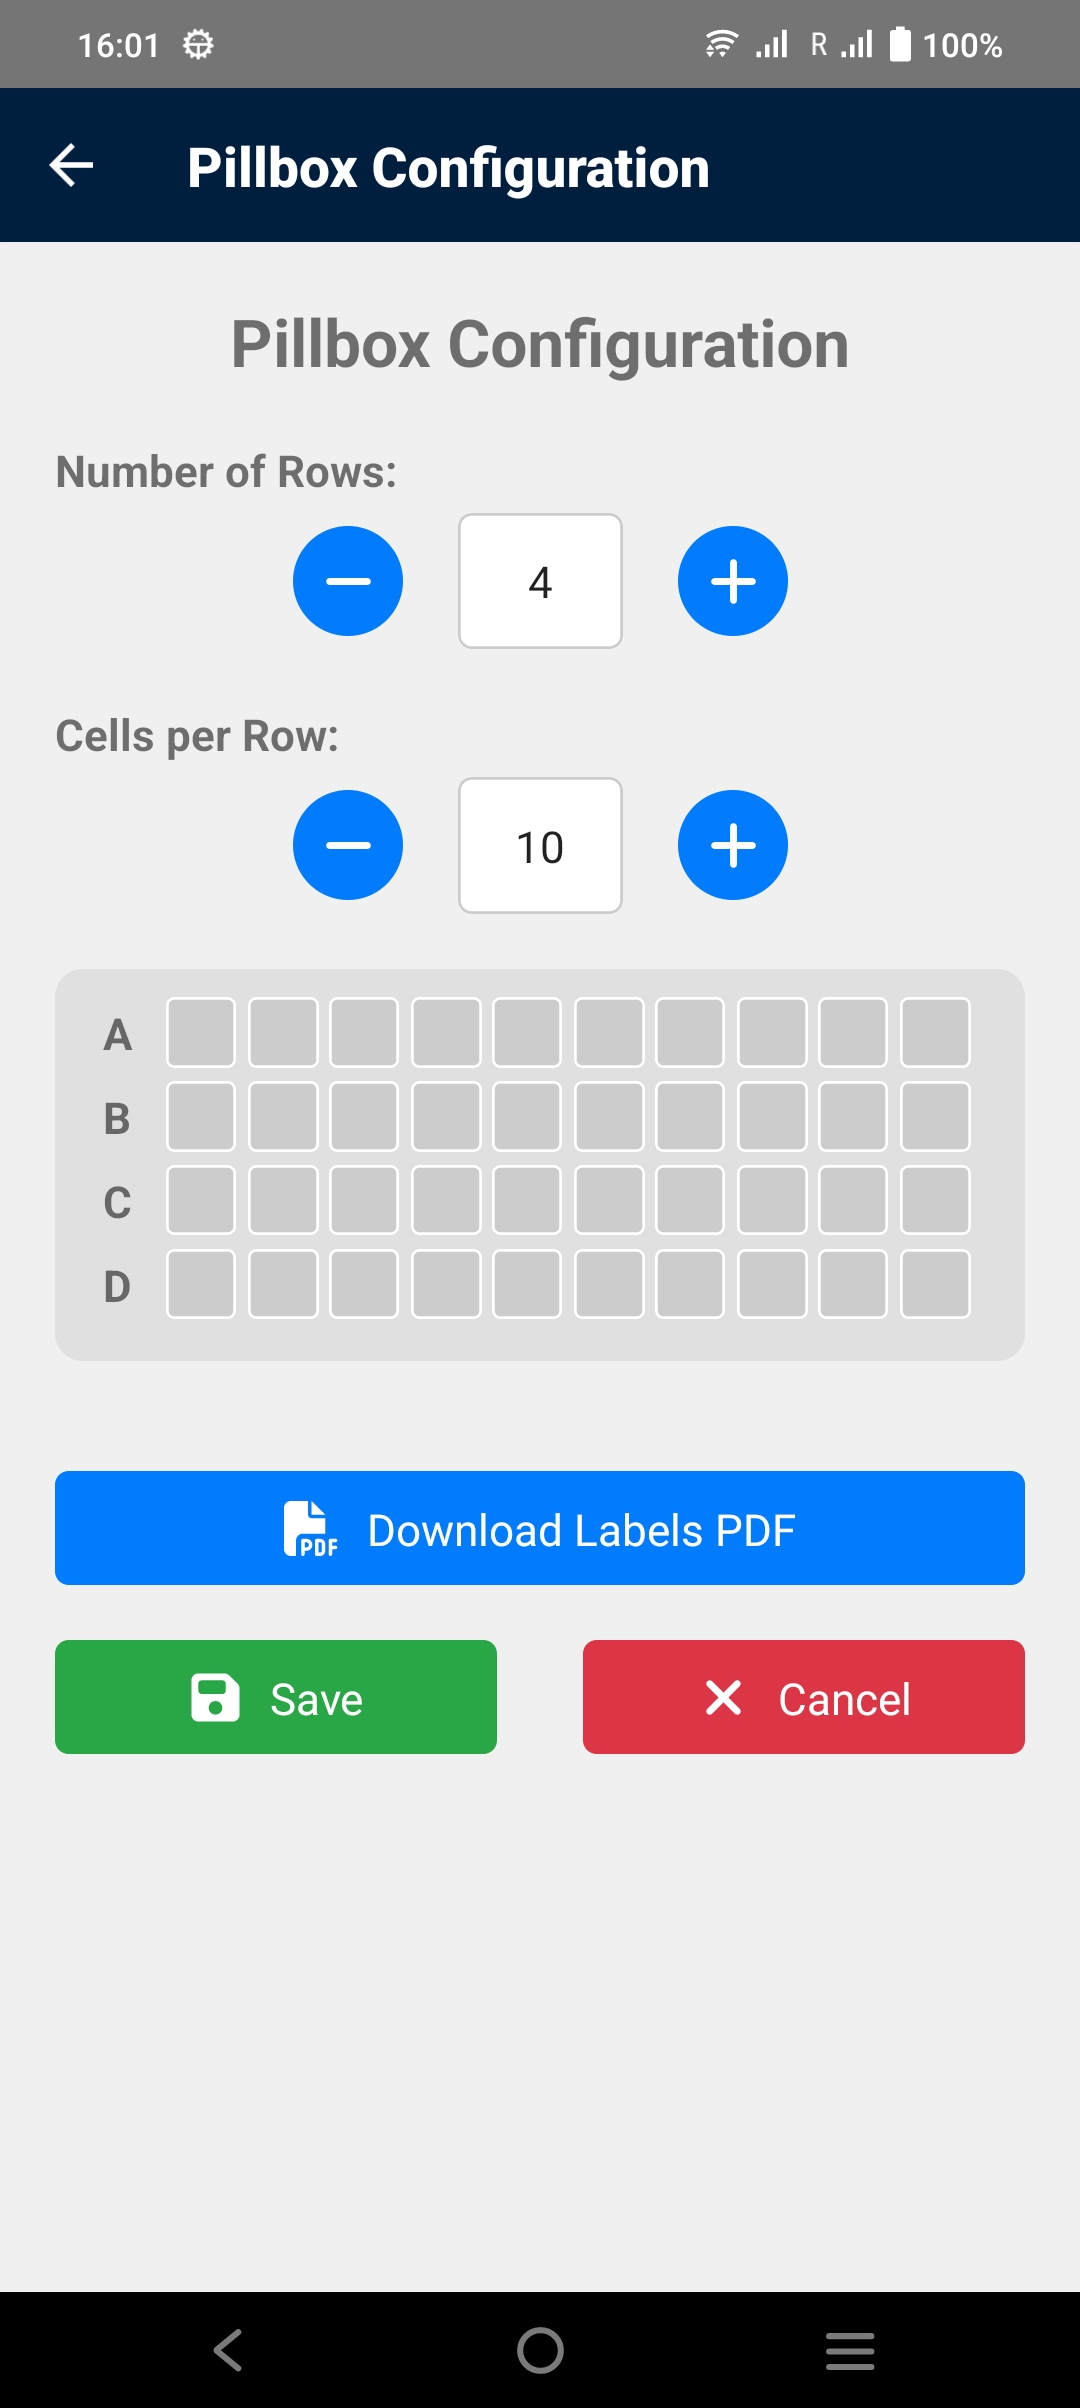 16:01 R 100%
Pillbox Configuration
Pillbox Configuration
Number of Rows:
4
Cells per Row:
10
A
B
C
D
PDF Download Labels PDF
Save Cancel